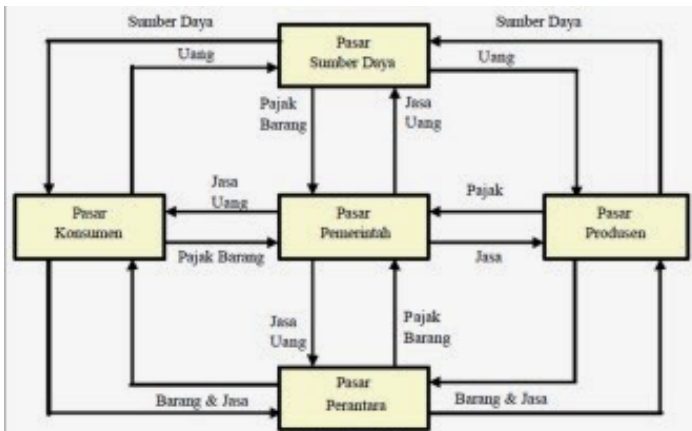 Sumber Daya
Sumber Daya
Pasar
Sumber Daya
Uang
Uang
Pajak
Barang
Jasa
Uang
Jasa
Uang
Pajak
Pasar
Konsumen
Pasar
Pemerintah
Pasar
Produsen
Pajak Barang
Jasa
Jasa
Uang
Pajak
Barang
Pasar
Perantara
Barang & Jasa
Barang & Jasa